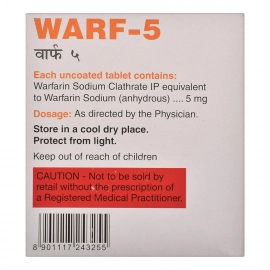 WARF-5
वार्फ ५
Each uncoated tablet contains:
Warfarin Sodium Clathrate IP equivalent
to Warfarin Sodium (anhydrous) .... 5 mg
Dosage: As directed by the Physician.
Store in a cool dry place.
Protect from light.
Keep out of reach of children
CAUTION - Not to be sold by
retail without the prescription of
a Registered Medical Practitioner.
8 901117 243255